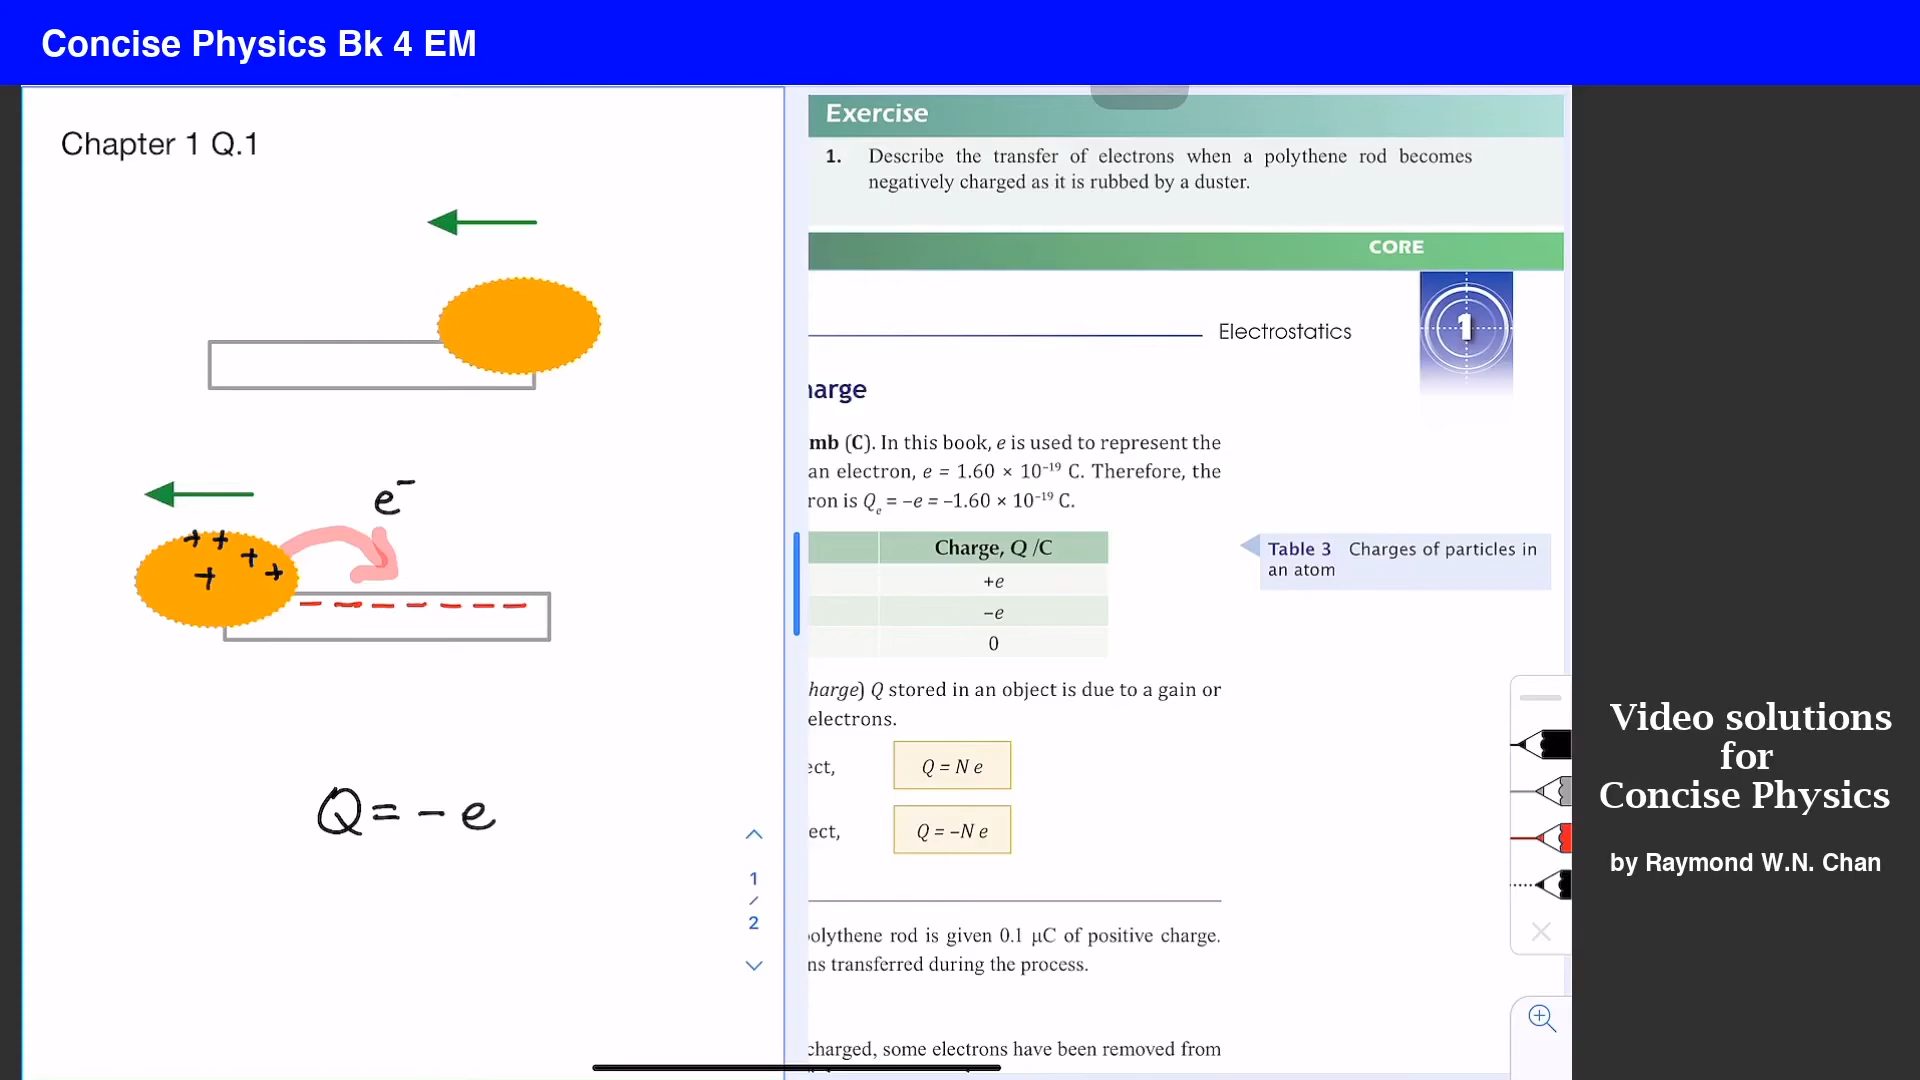 Concise Physics Bk 4 EM
Chapter 1 Q.1
e⁻
+ + + + +
Q = - e
1
/
2
Exercise
1. Describe the transfer of electrons when a polythene rod becomes
negatively charged as it is rubbed by a duster.
CORE
Electrostatics
1
harge
mb (C). In this book, e is used to represent the
an electron, e = 1.60 × 10⁻¹⁹ C. Therefore, the
ron is Qₑ = –e = –1.60 × 10⁻¹⁹ C.
Charge, Q /C
+e
–e
0
Table 3 Charges of particles in
an atom
harge) Q stored in an object is due to a gain or
electrons.
ect, Q = N e
ect, Q = –N e
olythene rod is given 0.1 μC of positive charge.
ns transferred during the process.
charged, some electrons have been removed from
Video solutions
for
Concise Physics
by Raymond W.N. Chan